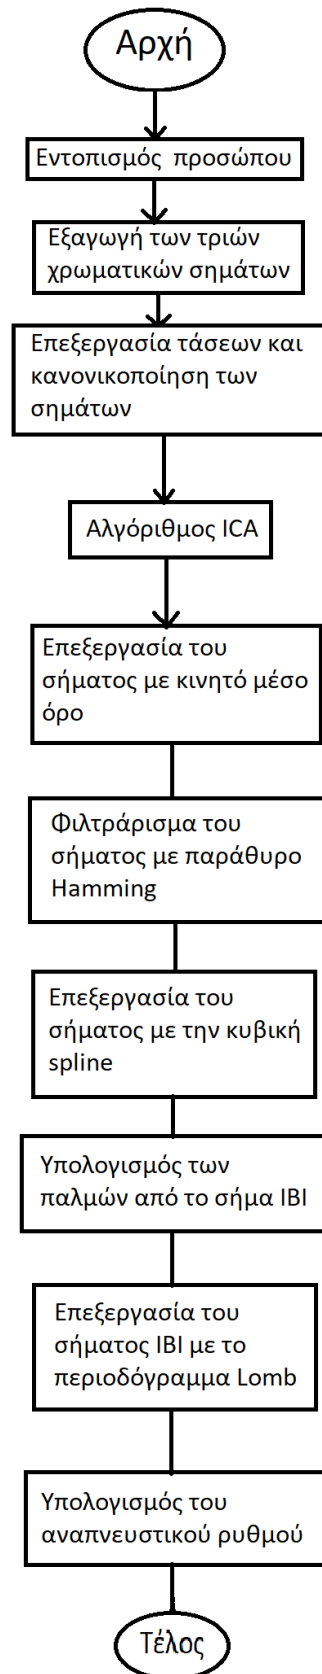 Αρχή
Εντοπισμός προσώπου
Εξαγωγή των τριών
χρωματικών σημάτων
Επεξεργασία τάσεων και
κανονικοποίηση των
σημάτων
Αλγόριθμος ICA
Επεξεργασία του
σήματος με κινητό μέσο
όρο
Φιλτράρισμα του
σήματος με παράθυρο
Hamming
Επεξεργασία του
σήματος με την κυβική
spline
Υπολογισμός των
παλμών από το σήμα IBI
Επεξεργασία του
σήματος IBI με το
περιοδόγραμμα Lomb
Υπολογισμός του
αναπνευστικού ρυθμού
Τέλος